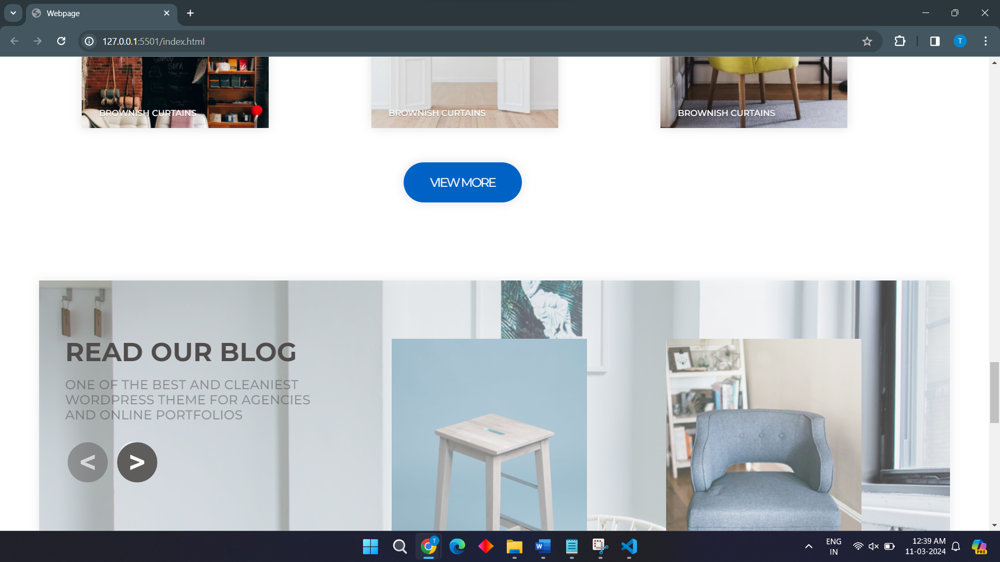 Webpage
127.0.0.1:5501/index.html
T
SOFA
BROWNISH CURTAINS
BROWNISH CURTAINS
BROWNISH CURTAINS
VIEW MORE
READ OUR BLOG
ONE OF THE BEST AND CLEANIEST
WORDPRESS THEME FOR AGENCIES
AND ONLINE PORTFOLIOS
< >
T
W
ENG
IN
12:39 AM
11-03-2024
PRE